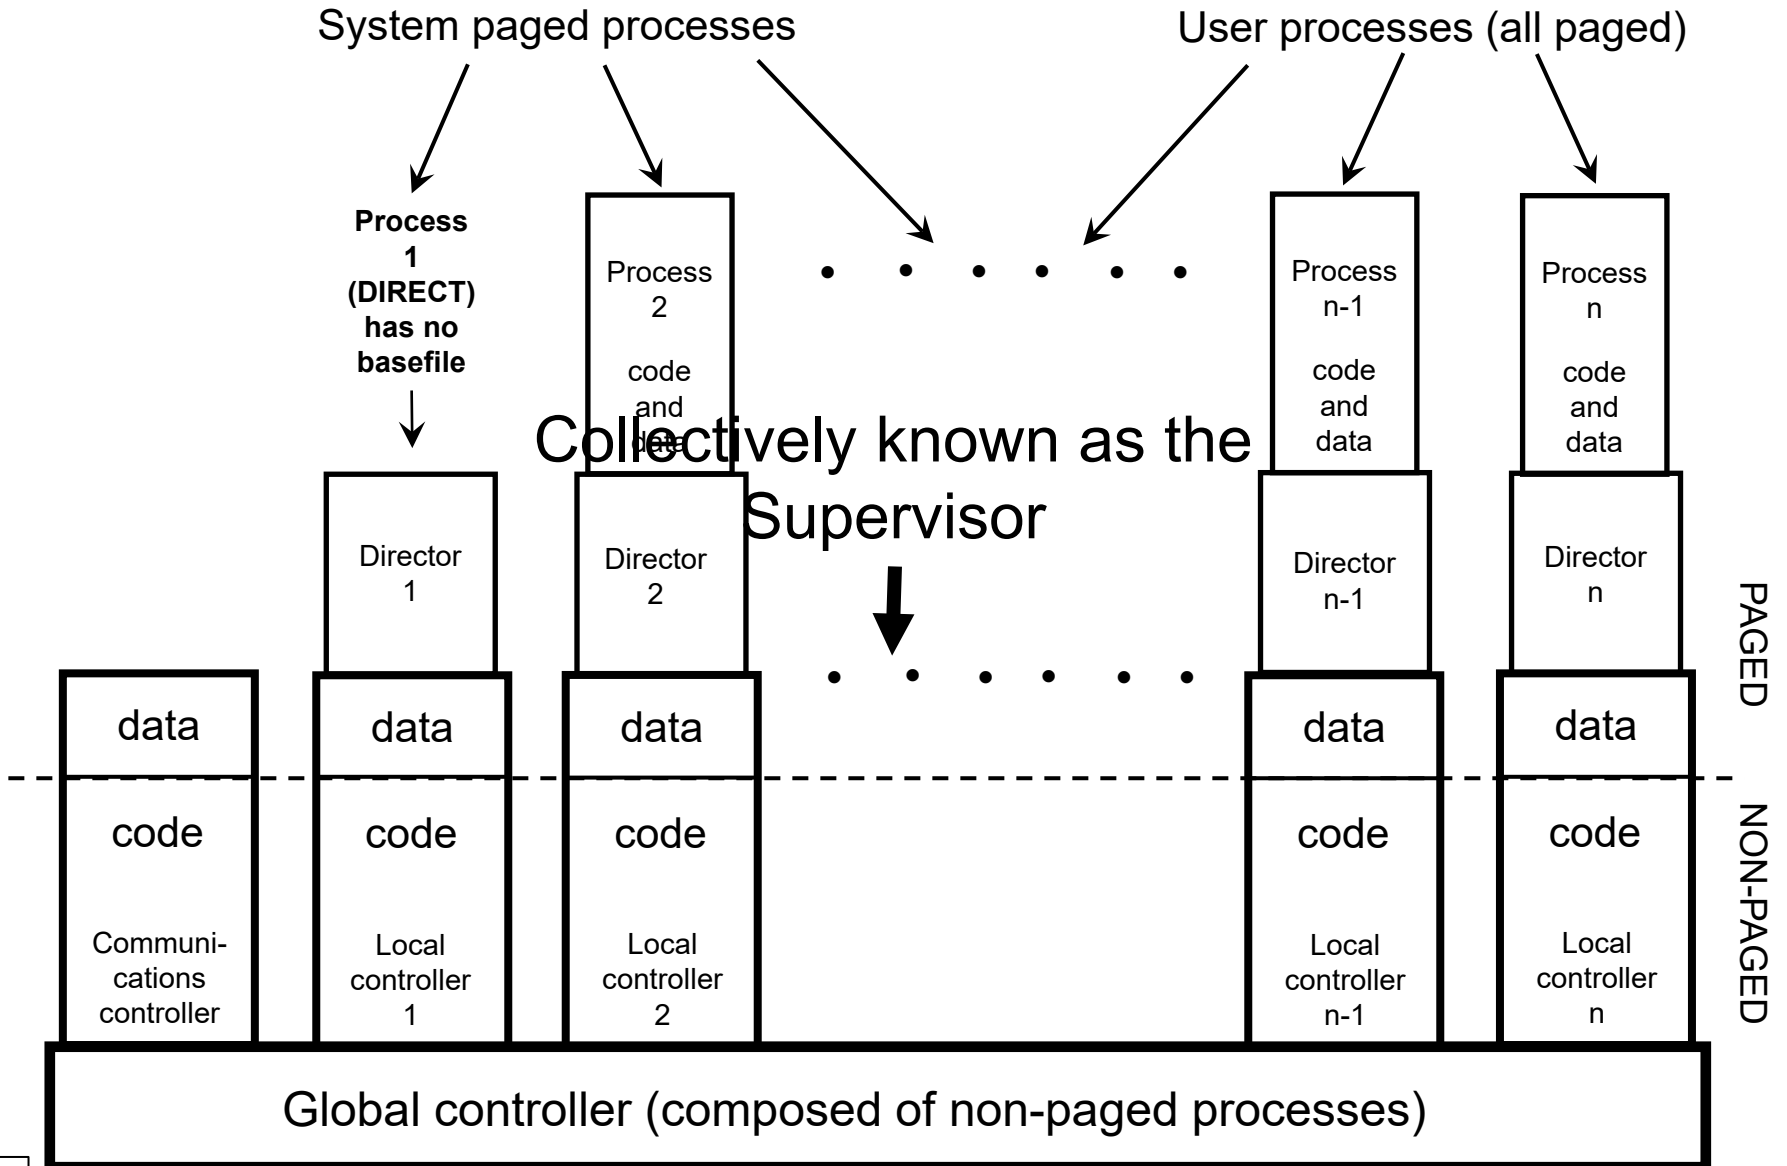 System paged processes
User processes (all paged)
Process
1
(DIRECT)
has no
basefile
Process
2
code
and
data
Process
n-1
code
and
data
Process
n
code
and
data
Collectively known as the
Supervisor
Director
1
Director
2
Director
n-1
Director
n
PAGED
data
data
data
data
data
code
code
code
code
code
NON-PAGED
Communi-
cations
controller
Local
controller
1
Local
controller
2
Local
controller
n-1
Local
controller
n
Global controller (composed of non-paged processes)